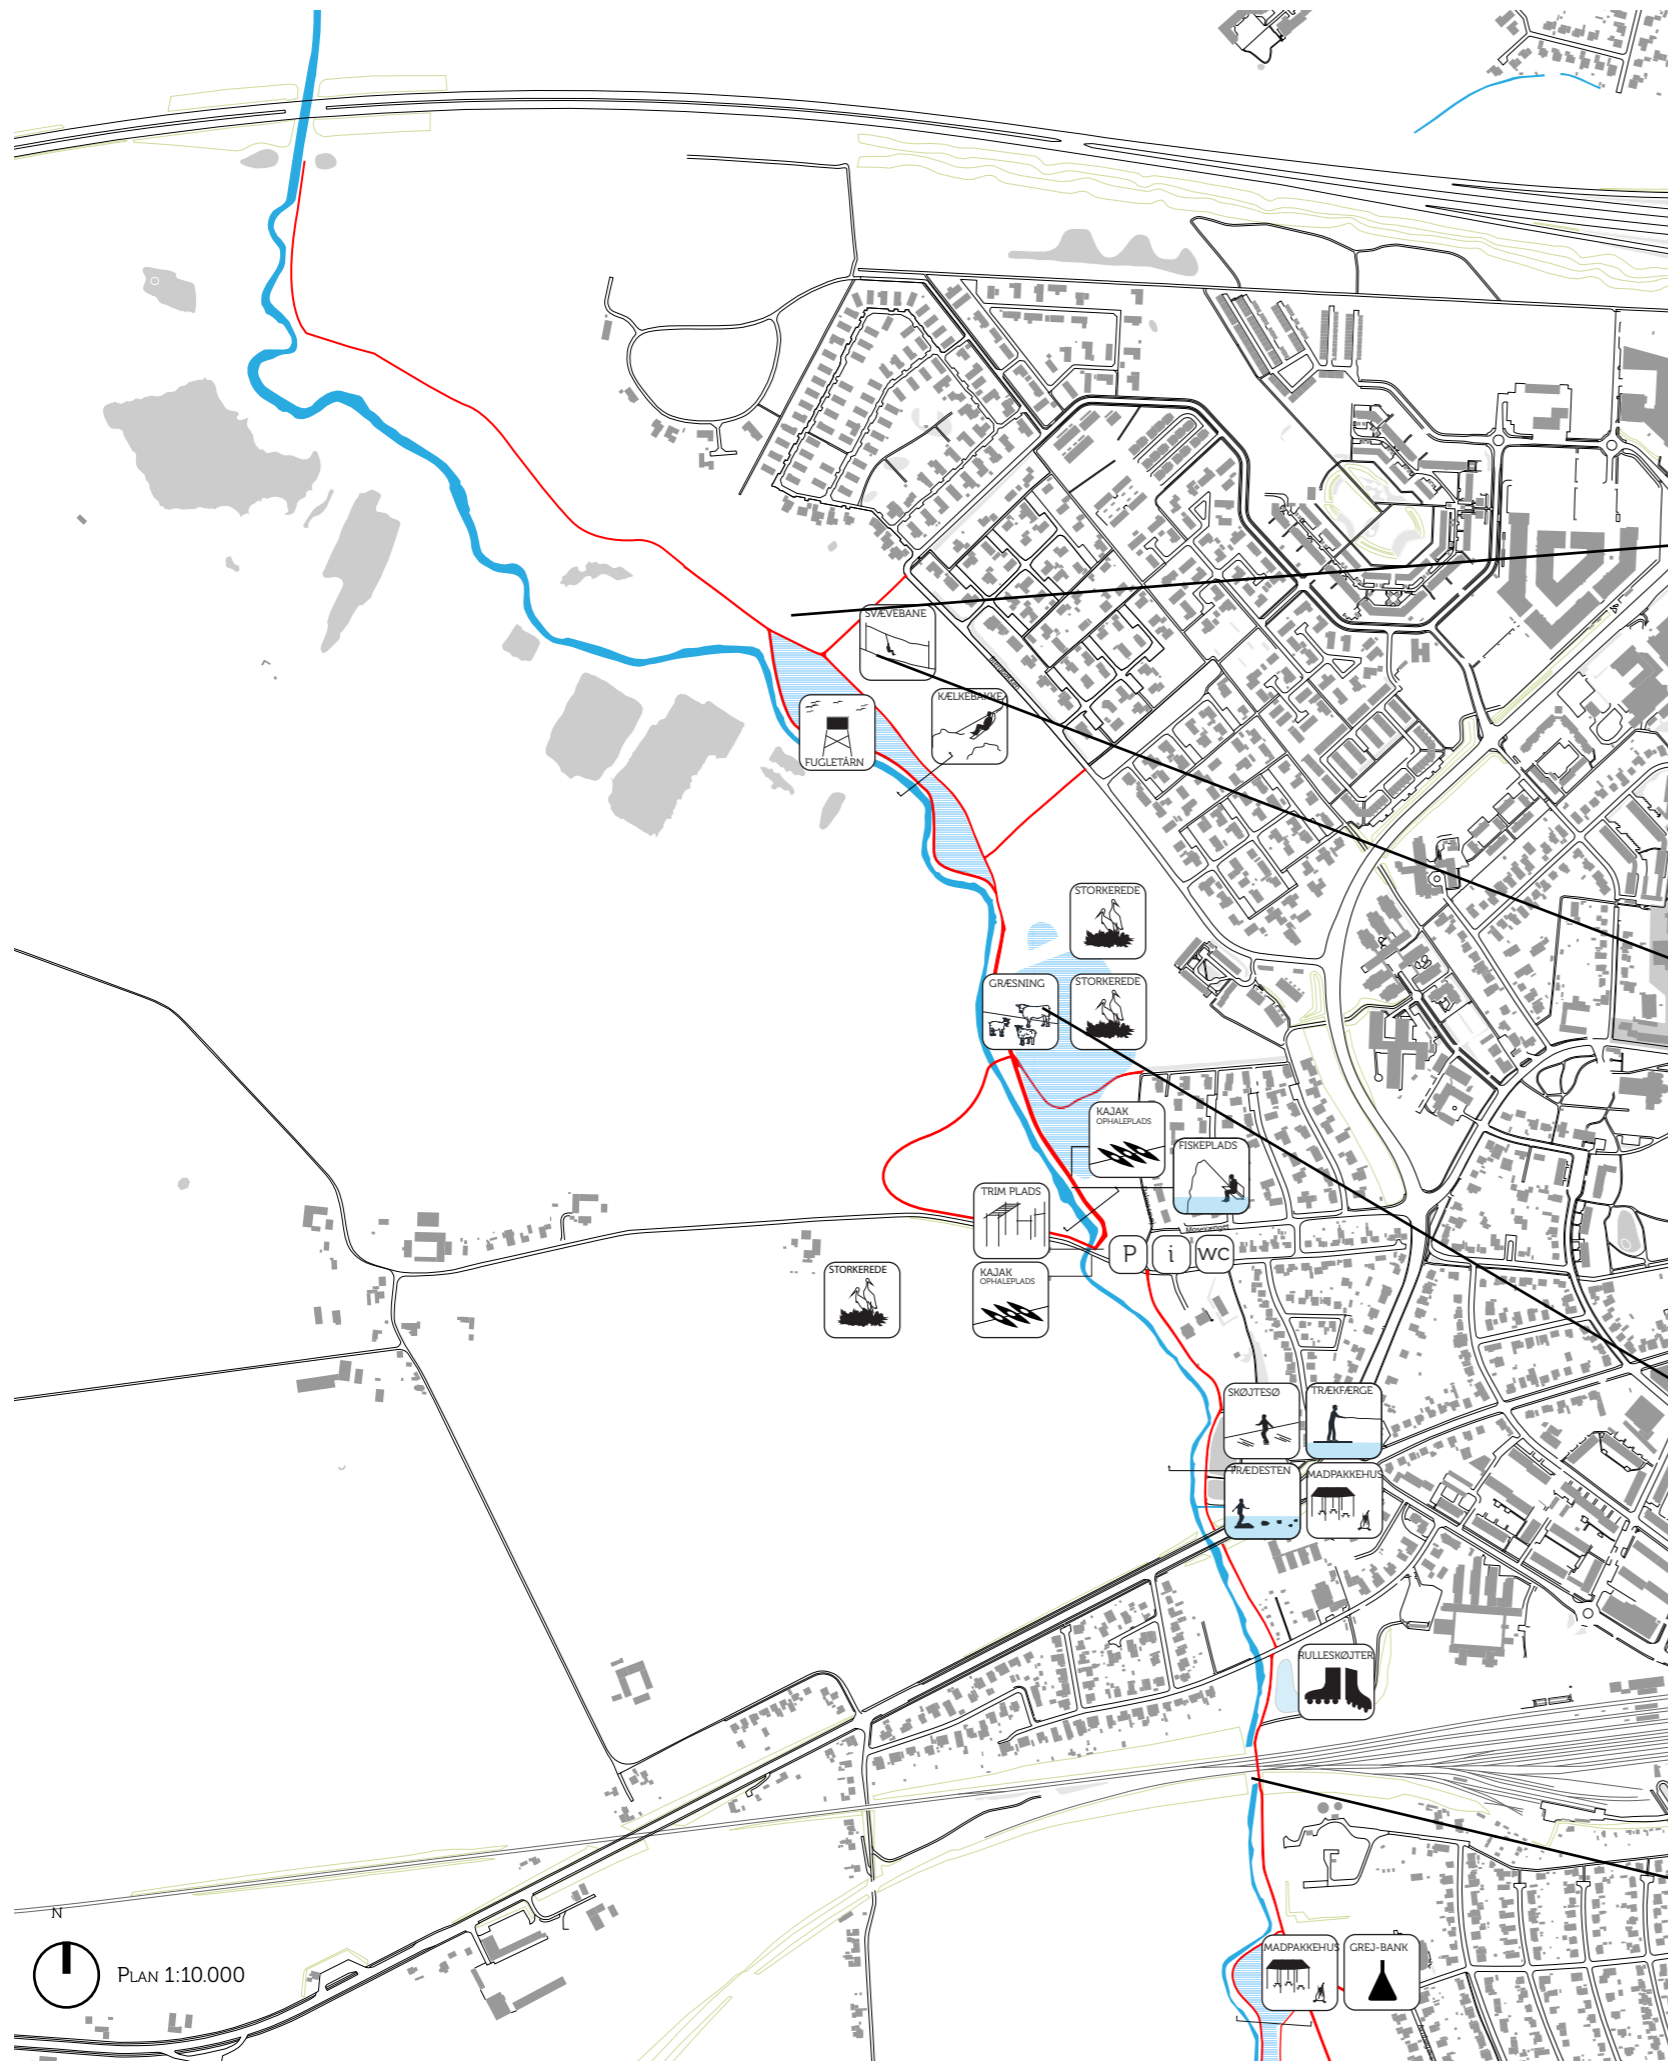 SVÆVEBANE
KÆLKEBAKKE
FUGLETÅRN
STORKEREDE
GRÆSNING
STORKEREDE
KAJAK
OPHALEPLADS
FISKEPLADS
TRIM PLADS
Mosevænget
P
i
WC
STORKEREDE
KAJAK
OPHALEPLADS
SKØJTESØ
TRÆKFÆRGE
TRÆDESTEN
MADPAKKEHUS
RULLESKØJTER
N
PLAN 1:10.000
MADPAKKEHUS
GREJ-BANK